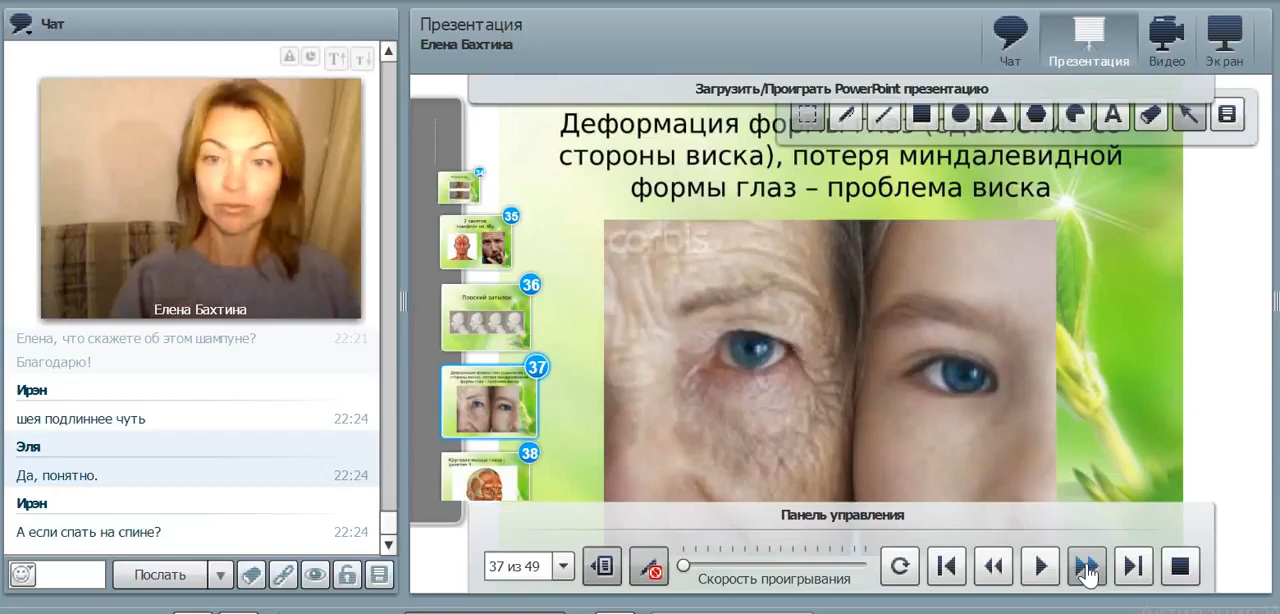 Чат
Елена Бахтина
Елена, что скажете об этом шампуне? 22:21
Благодарю!
Ирэн
шея подлиннее чуть 22:24
Эля
Да, понятно. 22:24
Ирэн
А если спать на спине? 22:24
Послать
Презентация
Елена Бахтина
Чат
Презентация
Видео
Экран
Загрузить/Проиграть PowerPoint презентацию
T
T
A
Деформация формы глаз (сдавление со
стороны виска), потеря миндалевидной
формы глаз – проблема виска
corbis
34
35
36
Плоский затылок
37
38
Панель управления
37 из 49
Скорость проигрывания